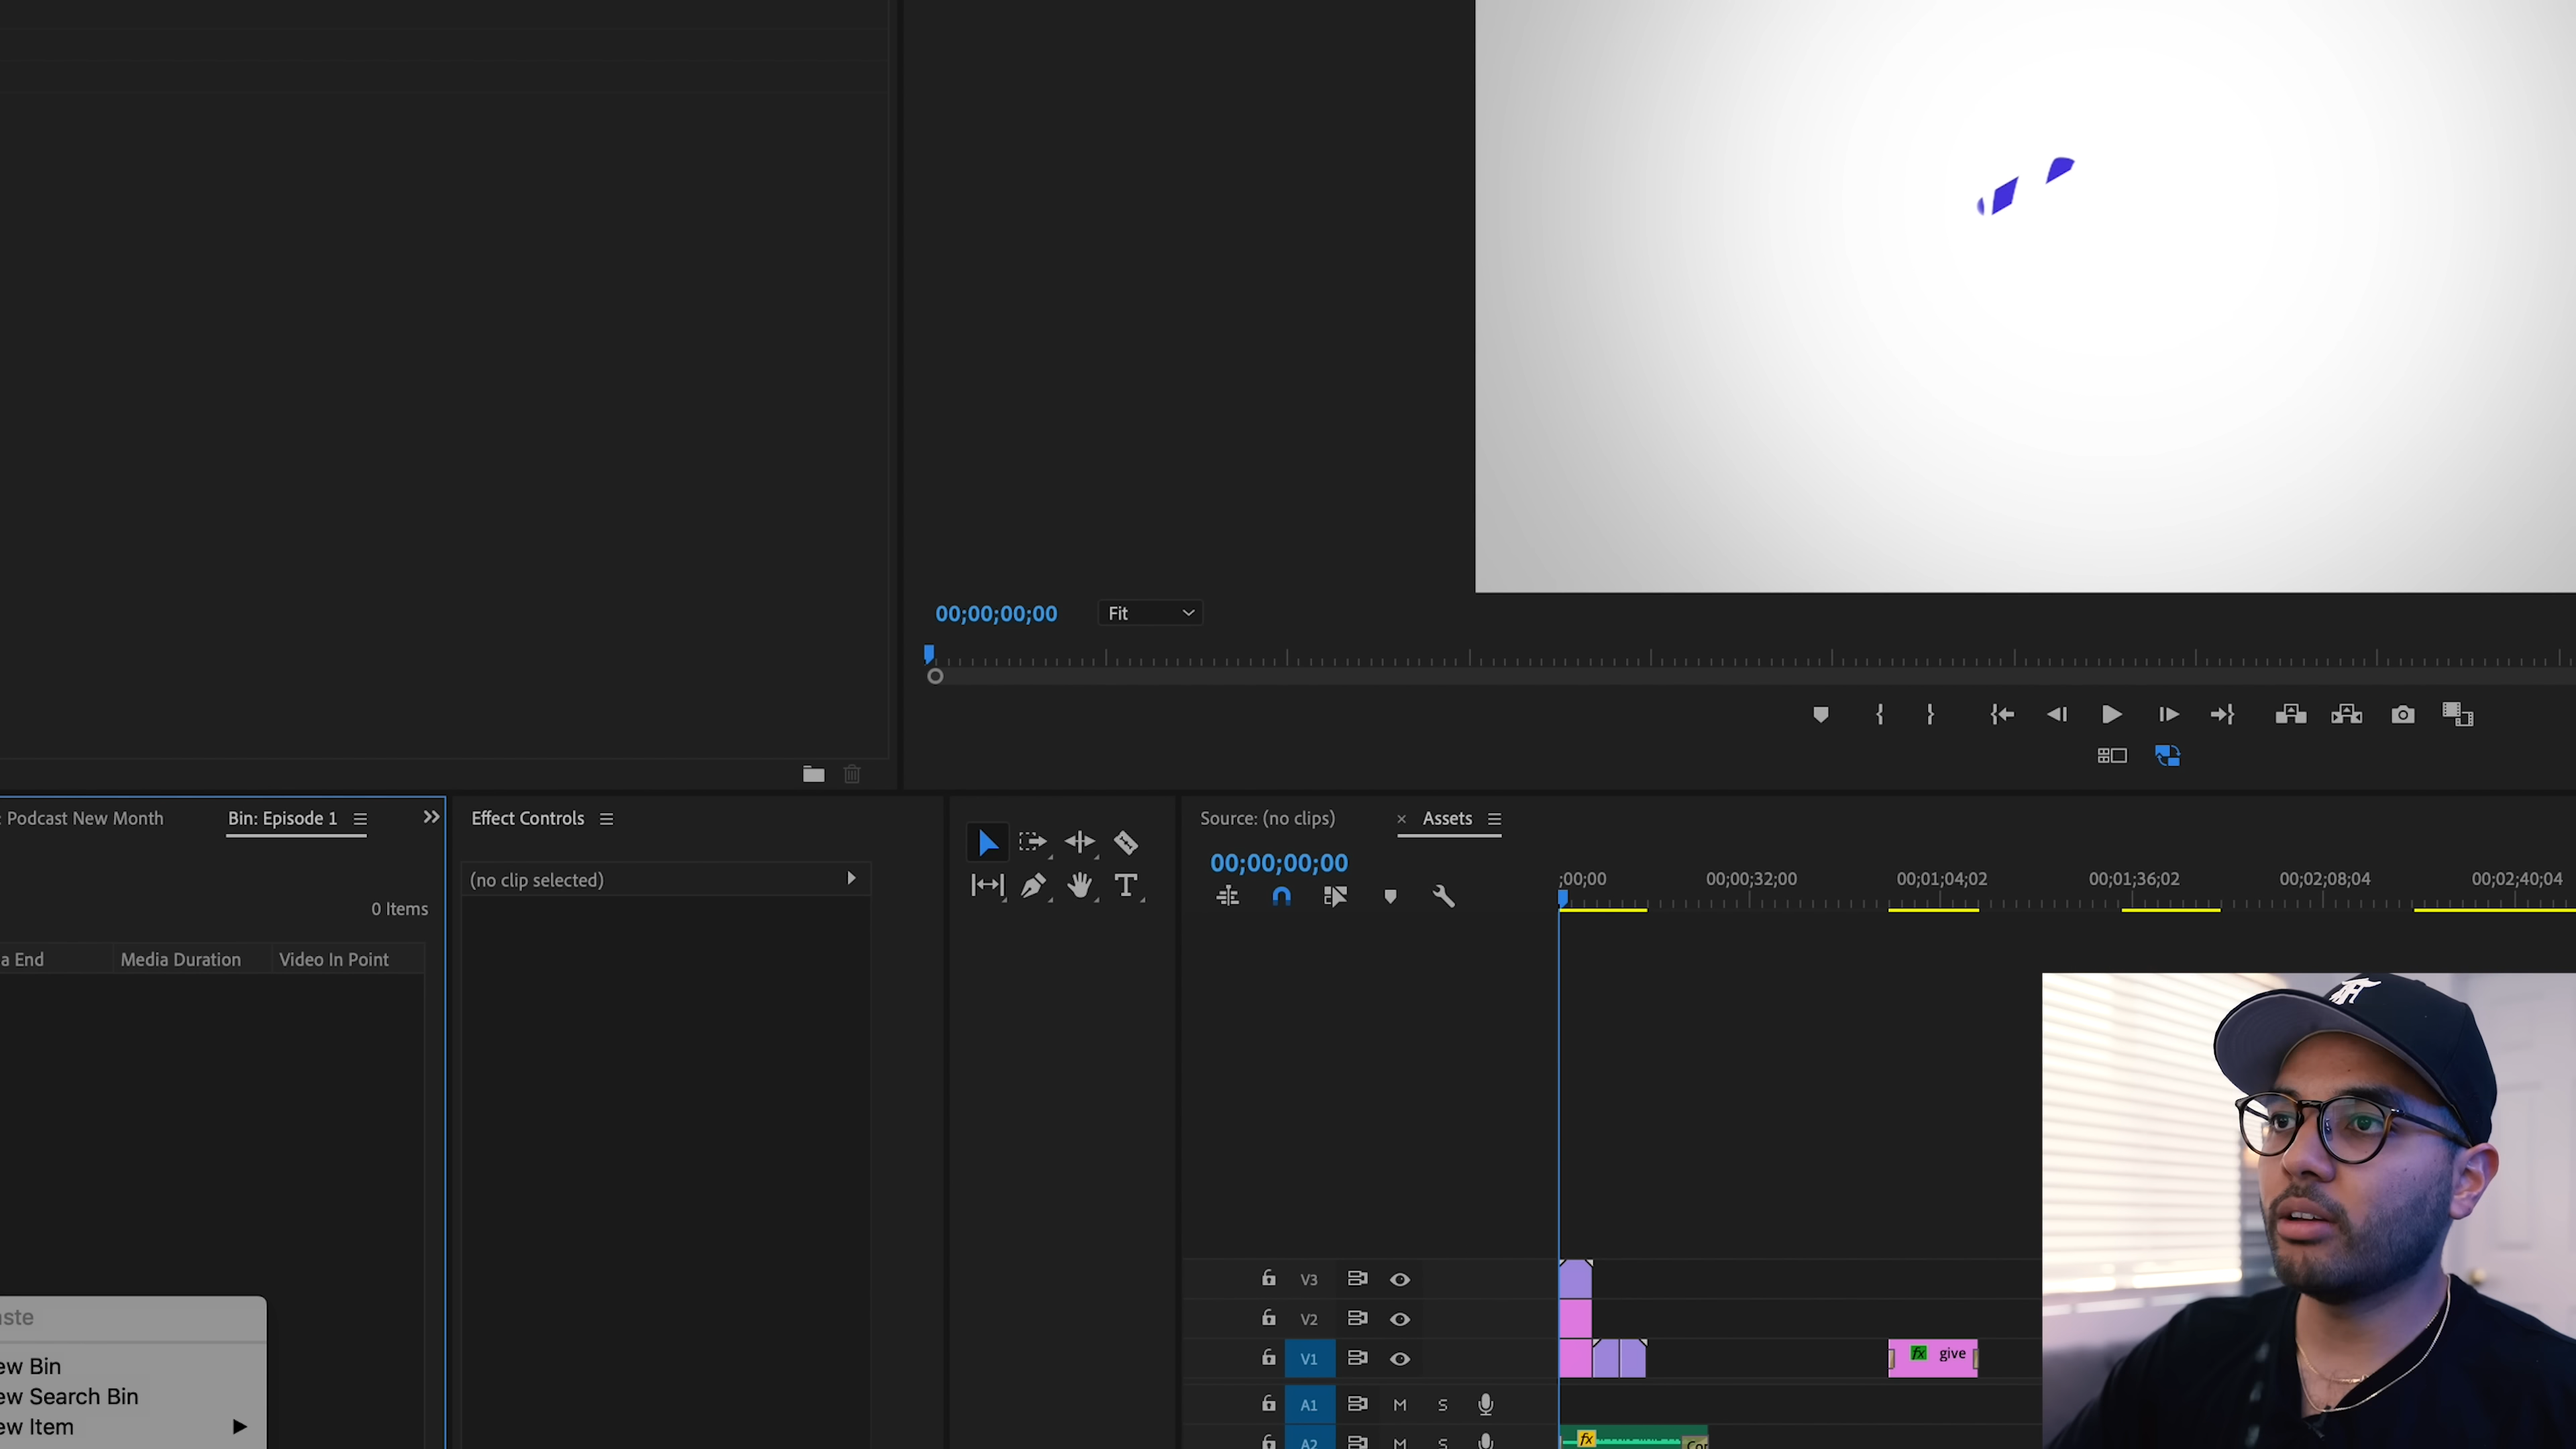 00;00;00;00
Fit
: Podcast New Month
Bin: Episode 1
Effect Controls
Source: (no clips)
× Assets
(no clip selected)
00;00;00;00
0 Items
;00;00
00;00;32;00
00;01;04;02
00;01;36;02
00;02;08;04
00;02;40;04
a End
Media Duration
Video In Point
V3
V2
V1
fx give
A1 M S
A2 M S
fx
aste
ew Bin
ew Search Bin
ew Item